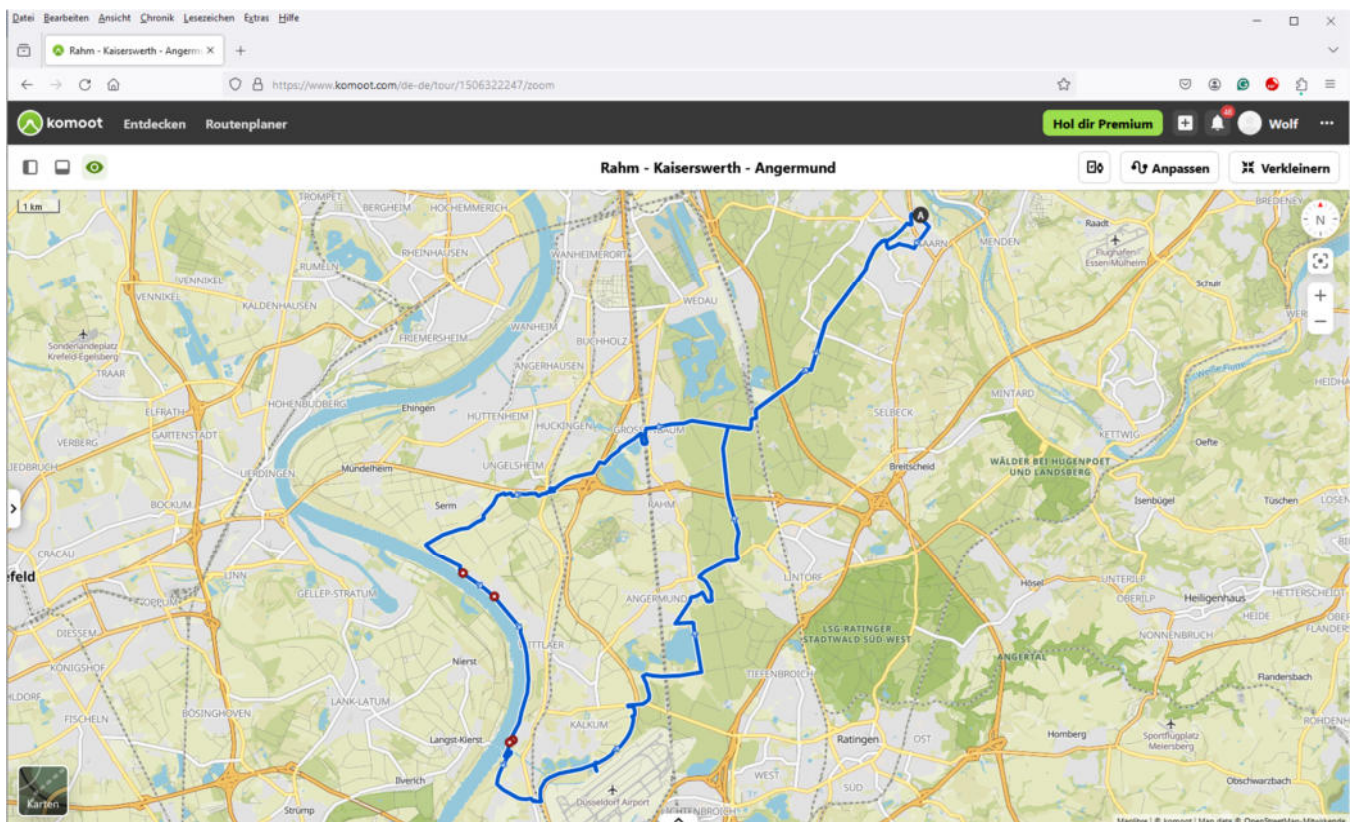 Datei Bearbeiten Ansicht Chronik Lesezeichen Extras Hilfe
Rahm - Kaiserswerth - Angerm
https://www.komoot.com/de-de/tour/1506322247/zoom
komoot Entdecken Routenplaner Hol dir Premium Wolf
Rahm - Kaiserswerth - Angermund Anpassen Verkleinern
1 km
TROMPET
BERGHEIM
HOCHEMMERICH
A
BREDENEY
N
Raadt
MENDEN
RHEINHAUSEN
WANHEIMERORT
Flughafen
Essen-Mülheim
RUMELN
VENNIKEL
Schuir
VENNIKEL
KALDENHAUSEN
WEDAU
WANHEIM
Sonderlandeplatz
Krefeld-Egelsberg
FRIEMERSHEIM
BUCHHOLZ
TRAAR
ANGERHAUSEN
MINTARD
HOHENBUDBERG
Ehingen
ELFRATH
HÜTTENHEIM
SELBECK
HUCKINGEN
GARTENSTADT
KETTWIG
VERBERG
Oefte
UNGELSHEIM
Mündelheim
Breitscheid
WÄLDER BEI HUGENPOET
UND LANDSBERG
UERDINGEN
BOCKUM
Serm
RAHM
Isenbügel
Tüschen
CRACAU
LINN
LINTORF
Hösel
UNTERILP
GELLEP-STRATUM
ANGERMUND
OBERILP
Heiligenhaus
HETTERSCHEIDT
OPPUM
HEIDE
DIESSEM
LSG-RATINGER
STADTWALD SÜD-WEST
NONNENBRUCH
WITTLAER
ANGERTAL
KÖNIGSHOF
Nierst
TIEFENBROICH
Flandersbach
LANK-LATUM
BÖSINGHOVEN
FISCHELN
KALKUM
Langst-Kierst
Ratingen
OST
Homberg
Sportflugplatz
Meiersberg
Ilverich
WEST
Karten
Düsseldorf Airport
SÜD
Obschwarzbach
Strümp
LICHTENBROICH